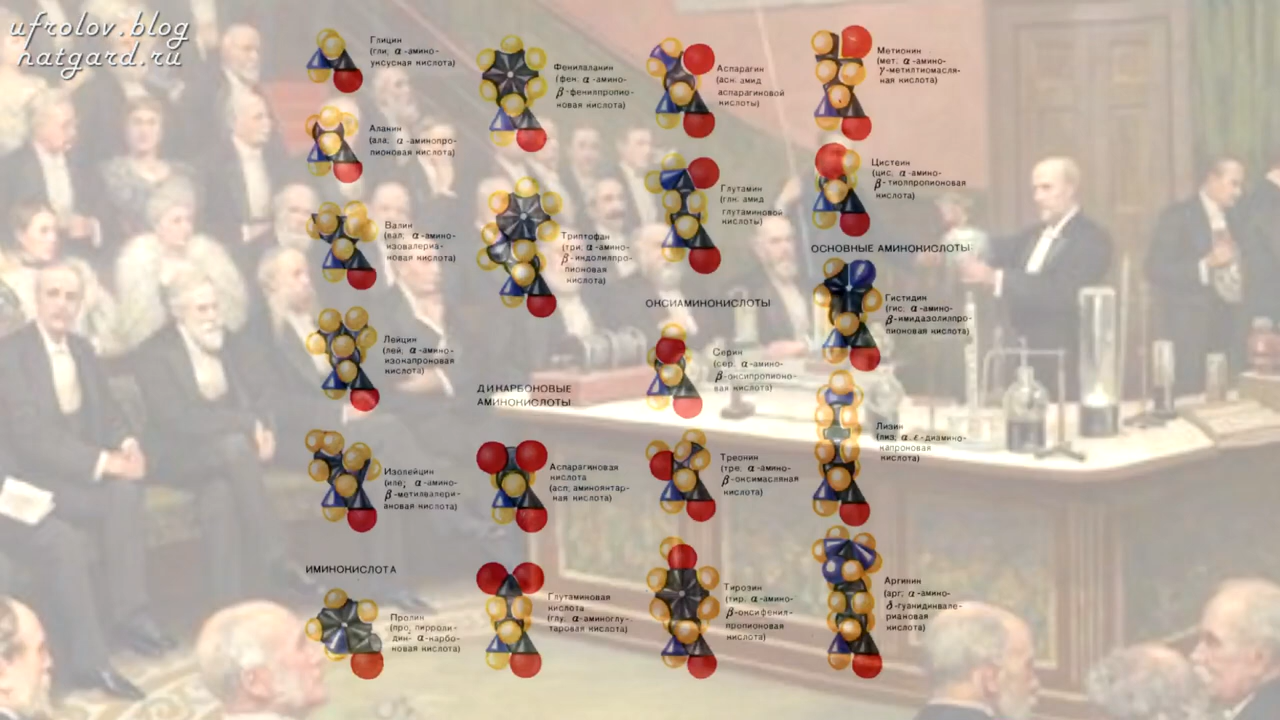 ufrolov.blog
hatgard.ru
Глицин
(гли; α-амино-
уксусная кислота)
Аланин
(ала; α-аминопро-
пионовая кислота)
Валин
(вал; α-амино-
изовалериа-
новая кислота)
Лейцин
(лей; α-амино-
изокапроновая
кислота)
Изолейцин
(иле; α-амино-
β-метилвалери-
ановая кислота)
ИМИНОКИСЛОТА
Пролин
(про; пирроли-
дин- α-карбо-
новая кислота)
Фенилаланин
(фен; α-амино-
β-фенилпропио-
новая кислота)
Триптофан
(три; α-амино-
β-индолилпро-
пионовая
кислота)
ДИКАРБОНОВЫЕ
АМИНОКИСЛОТЫ
Аспарагиновая
кислота
(асп; аминоянтар-
ная кислота)
Глутаминовая
кислота
(глу; α-аминоглу-
таровая кислота)
Аспарагин
(асн; амид
аспарагиновой
кислоты)
Глутамин
(глн; амид
глутаминовой
кислоты)
ОКСИАМИНОКИСЛОТЫ
Серин
(сер; α-амино-
β-оксипропионо-
вая кислота)
Треонин
(тре; α-амино-
β-оксимасляная
кислота)
Тирозин
(тир; α-амино-
β-оксифенил-
пропионовая
кислота)
Метионин
(мет; α-амино-
γ-метилтиомасля-
ная кислота)
Цистеин
(цис; α-амино-
β-тиолпропионовая
кислота)
ОСНОВНЫЕ АМИНОКИСЛОТЫ
Гистидин
(гис; α-амино-
β-имидазолилпро-
пионовая кислота)
Лизин
(лиз; α,ε-диамино-
капроновая
кислота)
Аргинин
(арг; α-амино-
δ-гуанидинвале-
риановая
кислота)